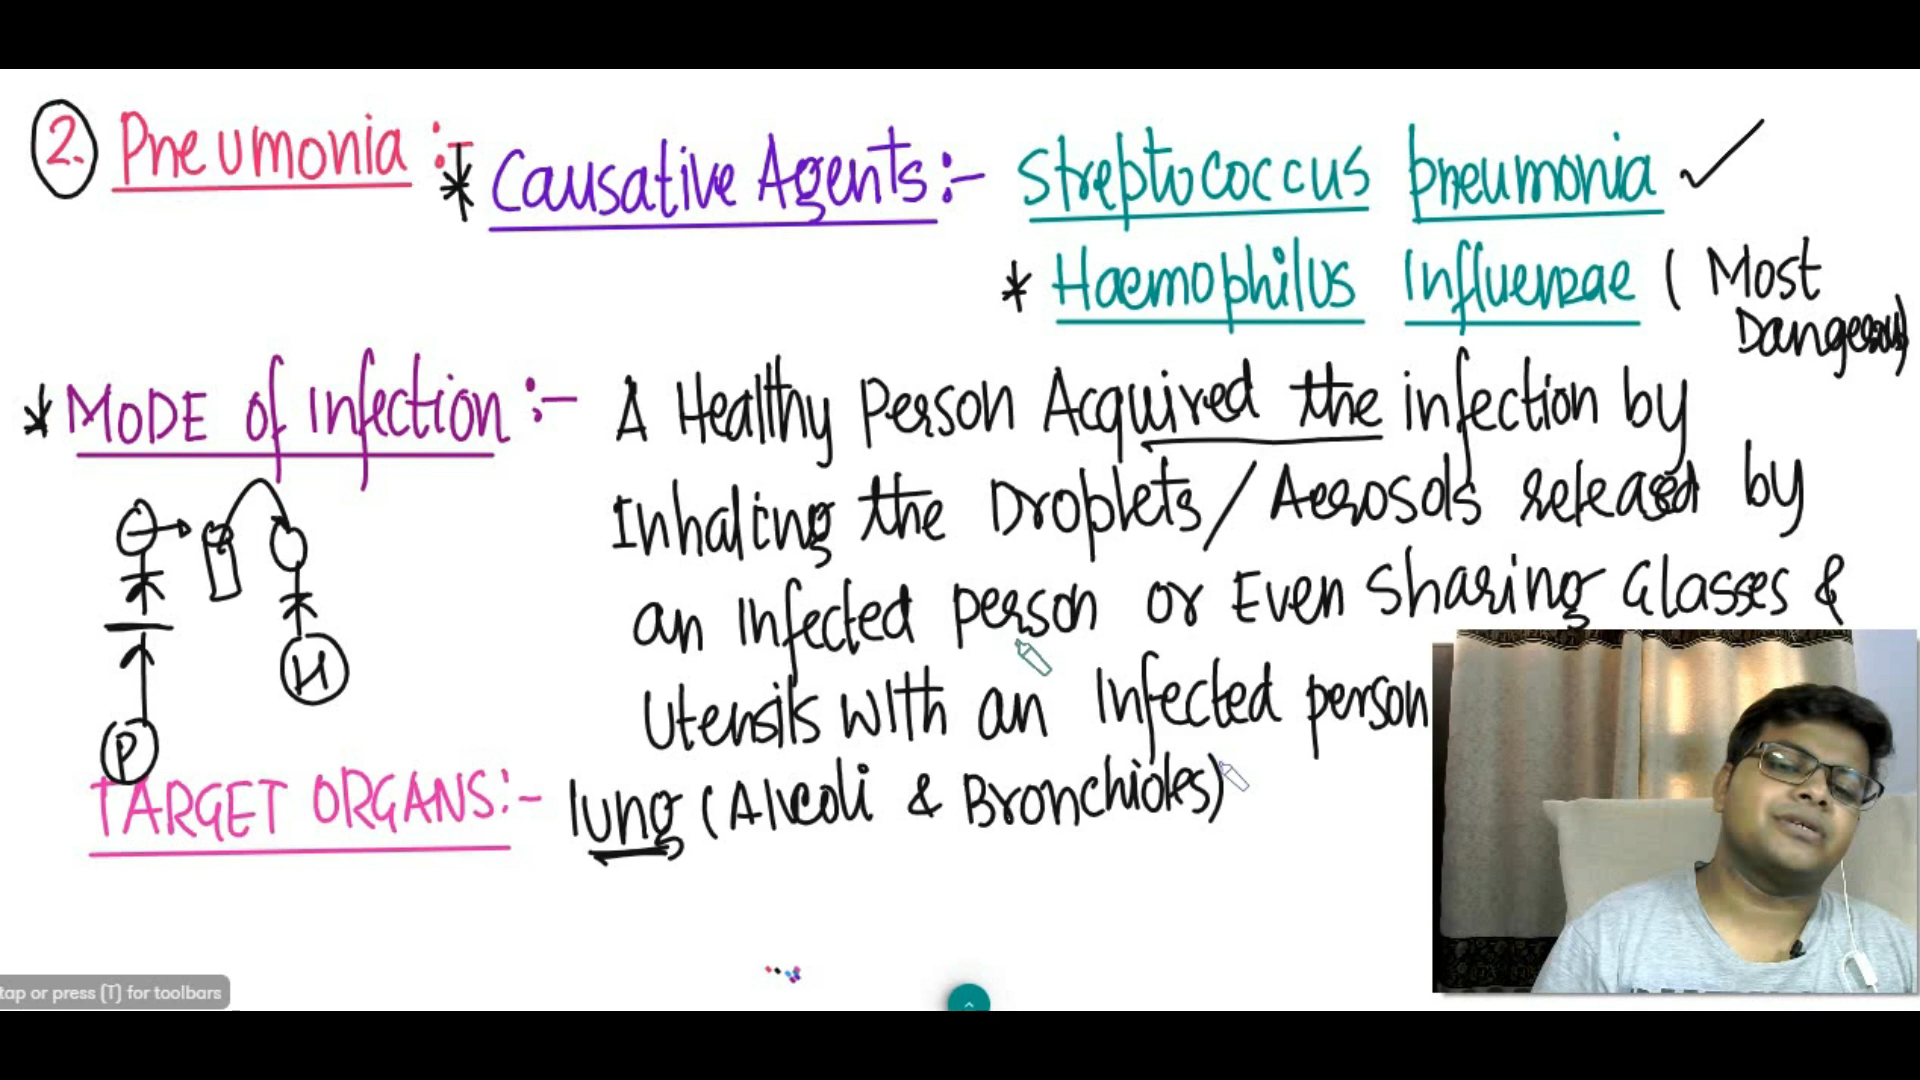 2. Pneumonia :-
* Causative Agents :- Streptococcus pneumonia
* Haemophilus Influenzae ( Most
Dangerous)
* MODE of Infection :- A Healthy Person Acquired the infection by
Inhaling the Droplets / Aerosols released by
an Infected person or Even Sharing Glasses &
Utensils with an Infected person
H
P
TARGET ORGANS :- lung (Alveoli & Bronchioles)
tap or press (T) for toolbars